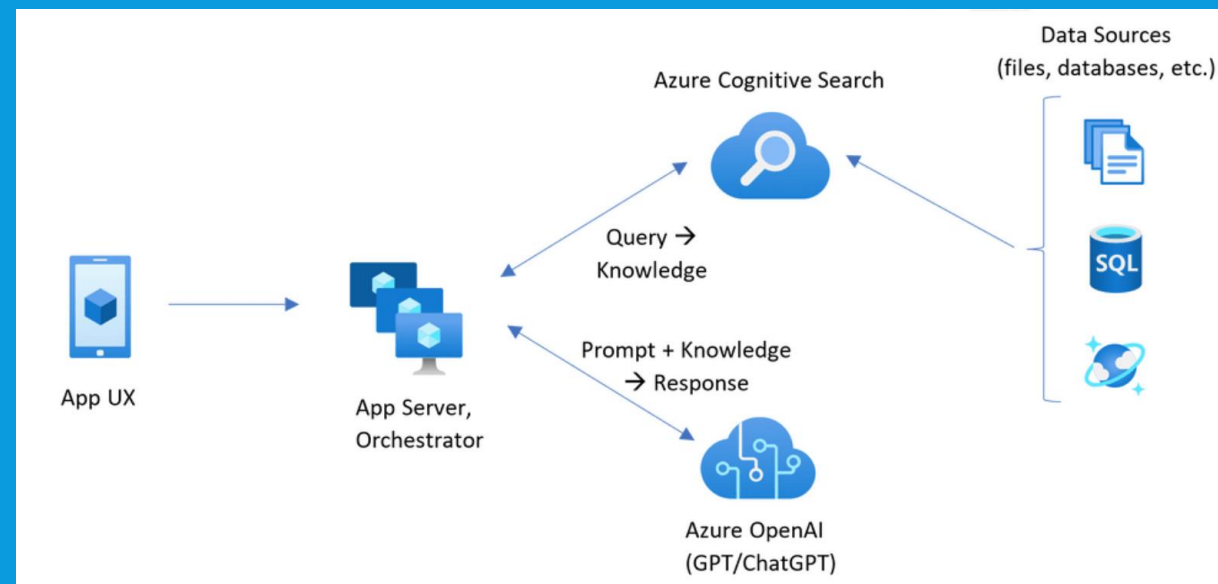 Data Sources
(files, databases, etc.)
Azure Cognitive Search
SQL
Query →
Knowledge
Prompt + Knowledge
→ Response
App UX
App Server,
Orchestrator
Azure OpenAI
(GPT/ChatGPT)